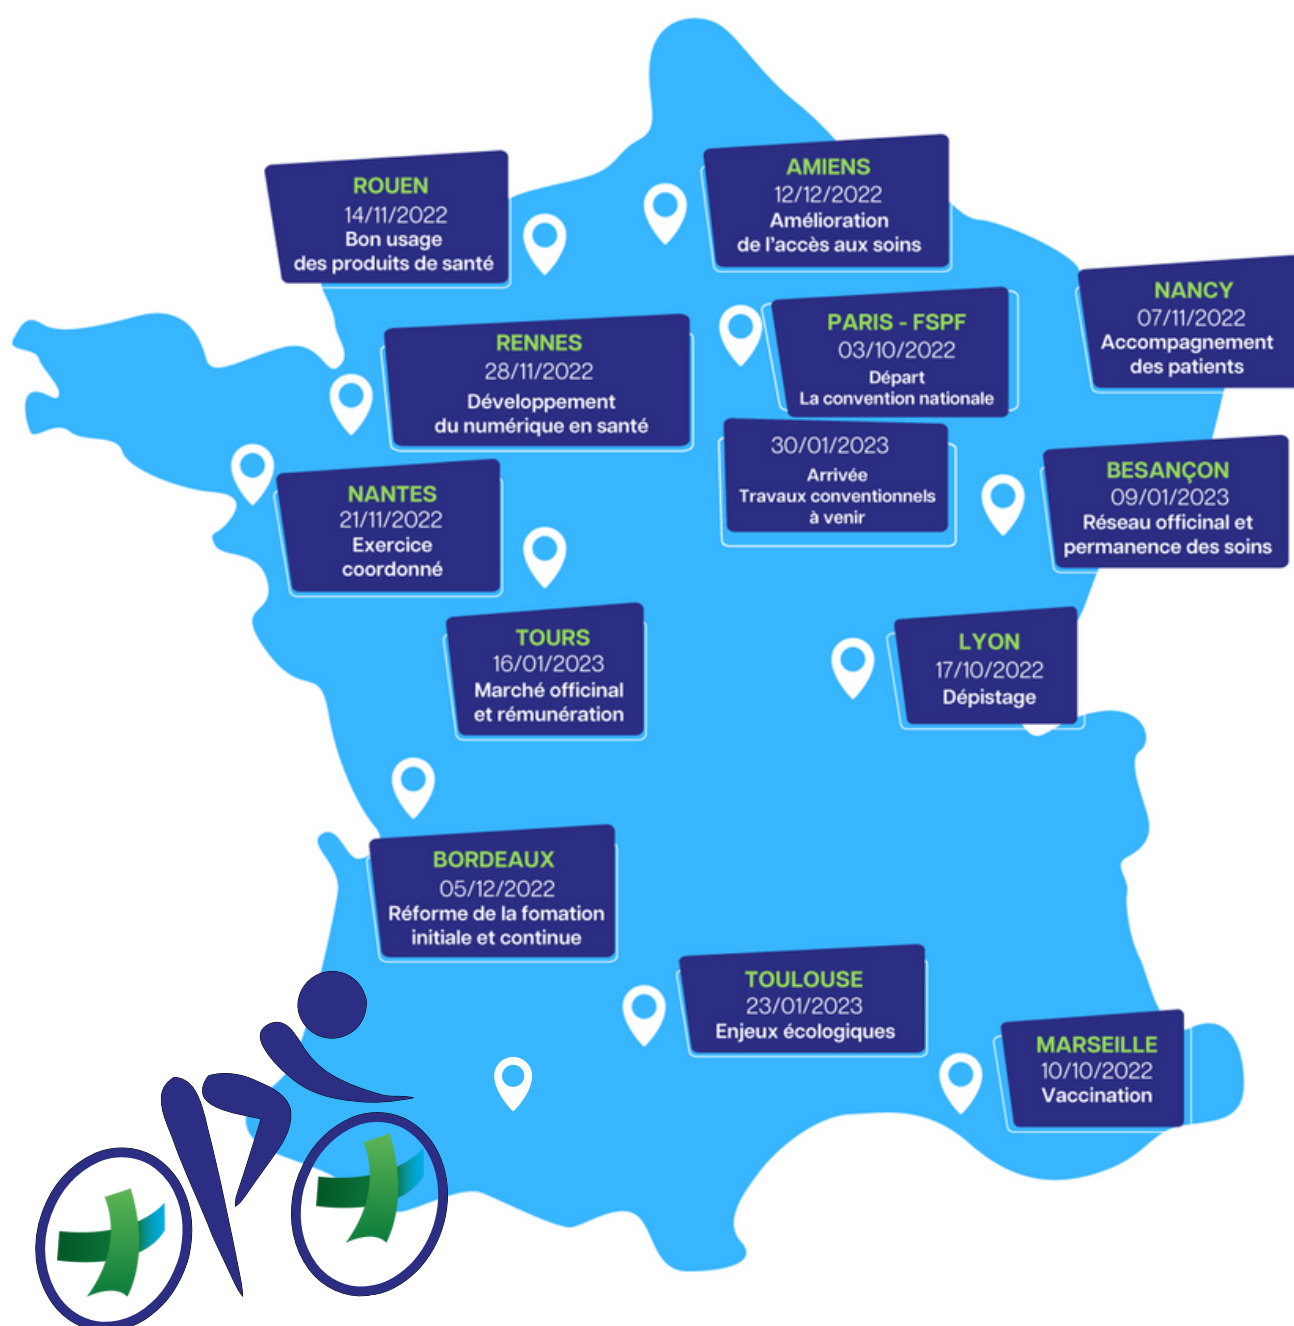 ROUEN
14/11/2022
Bon usage
des produits de santé
AMIENS
12/12/2022
Amélioration
de l'accès aux soins
NANCY
07/11/2022
Accompagnement
des patients
RENNES
28/11/2022
Développement
du numérique en santé
PARIS - FSPF
03/10/2022
Départ
La convention nationale
30/01/2023
Arrivée
Travaux conventionnels
à venir
BESANÇON
09/01/2023
Réseau officinal et
permanence des soins
NANTES
21/11/2022
Exercice
coordonné
TOURS
16/01/2023
Marché officinal
et rémunération
LYON
17/10/2022
Dépistage
BORDEAUX
05/12/2022
Réforme de la fomation
initiale et continue
TOULOUSE
23/01/2023
Enjeux écologiques
MARSEILLE
10/10/2022
Vaccination